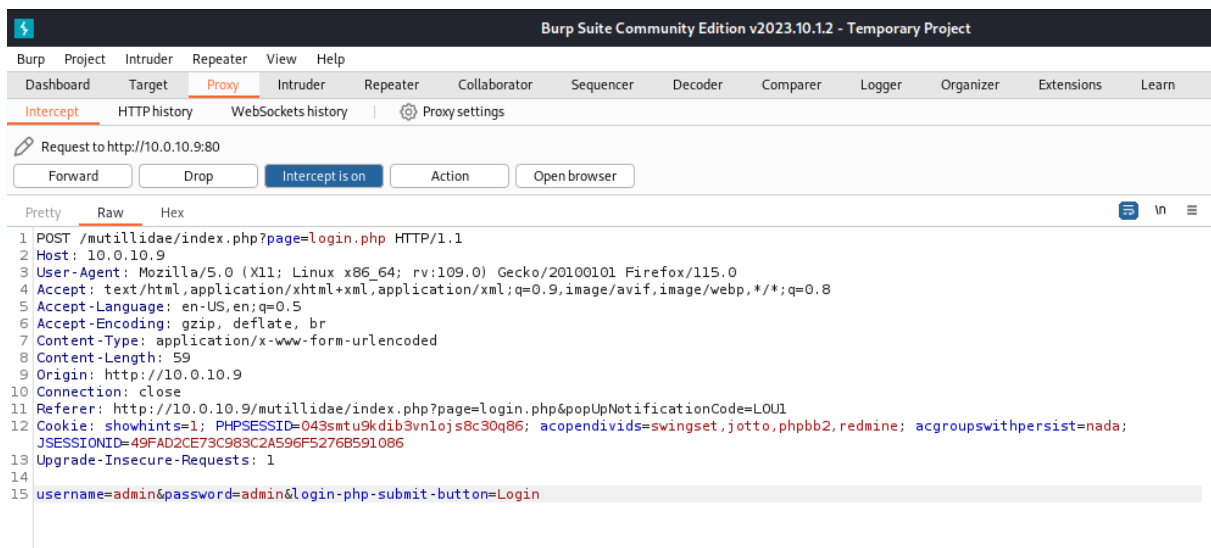 Burp Suite Community Edition v2023.10.1.2 - Temporary Project
Burp Project Intruder Repeater View Help
Dashboard Target Proxy Intruder Repeater Collaborator Sequencer Decoder Comparer Logger Organizer Extensions Learn
Intercept HTTP history WebSockets history Proxy settings
Request to http://10.0.10.9:80
Forward Drop Intercept is on Action Open browser
Pretty Raw Hex \n
1 POST /mutillidae/index.php?page=login.php HTTP/1.1
2 Host: 10.0.10.9
3 User-Agent: Mozilla/5.0 (X11; Linux x86_64; rv:109.0) Gecko/20100101 Firefox/115.0
4 Accept: text/html,application/xhtml+xml,application/xml;q=0.9,image/avif,image/webp,*/*;q=0.8
5 Accept-Language: en-US,en;q=0.5
6 Accept-Encoding: gzip, deflate, br
7 Content-Type: application/x-www-form-urlencoded
8 Content-Length: 59
9 Origin: http://10.0.10.9
10 Connection: close
11 Referer: http://10.0.10.9/mutillidae/index.php?page=login.php&popUpNotificationCode=LOU1
12 Cookie: showhints=1; PHPSESSID=043smtu9kdib3vn1ojs8c30q86; acopendivids=swingset,jotto,phpbb2,redmine; acgroupswithpersist=nada;
JSESSIONID=49FAD2CE73C983C2A596F5276B591086
13 Upgrade-Insecure-Requests: 1
14
15 username=admin&password=admin&login-php-submit-button=Login